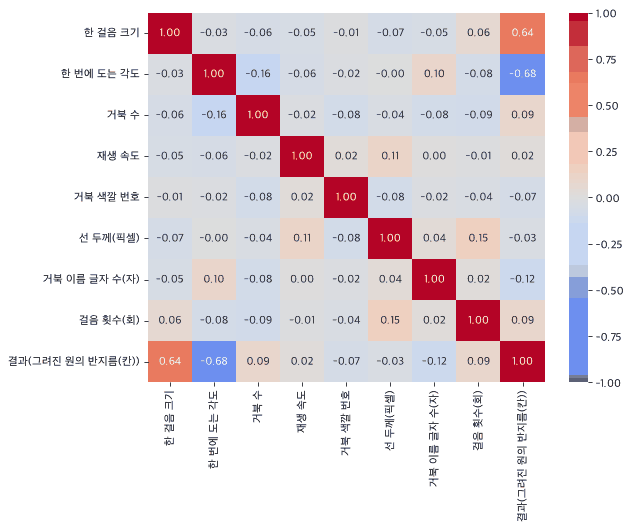 한 걸음 크기 1.00 -0.03 -0.06 -0.05 -0.01 -0.07 -0.05 0.06 0.64
한 번에 도는 각도 -0.03 1.00 -0.16 -0.06 -0.02 -0.00 0.10 -0.08 -0.68
거북 수 -0.06 -0.16 1.00 -0.02 -0.08 -0.04 -0.08 -0.09 0.09
재생 속도 -0.05 -0.06 -0.02 1.00 0.02 0.11 0.00 -0.01 0.02
거북 색깔 번호 -0.01 -0.02 -0.08 0.02 1.00 -0.08 -0.02 -0.04 -0.07
선 두께(픽셀) -0.07 -0.00 -0.04 0.11 -0.08 1.00 0.04 0.15 -0.03
거북 이름 글자 수(자) -0.05 0.10 -0.08 0.00 -0.02 0.04 1.00 0.02 -0.12
걸음 횟수(회) 0.06 -0.08 -0.09 -0.01 -0.04 0.15 0.02 1.00 0.09
결과(그려진 원의 반지름(칸)) 0.64 -0.68 0.09 0.02 -0.07 -0.03 -0.12 0.09 1.00
한 걸음 크기
한 번에 도는 각도
거북 수
재생 속도
거북 색깔 번호
선 두께(픽셀)
거북 이름 글자 수(자)
걸음 횟수(회)
결과(그려진 원의 반지름(칸))
1.00
0.75
0.50
0.25
0.00
-0.25
-0.50
-0.75
-1.00